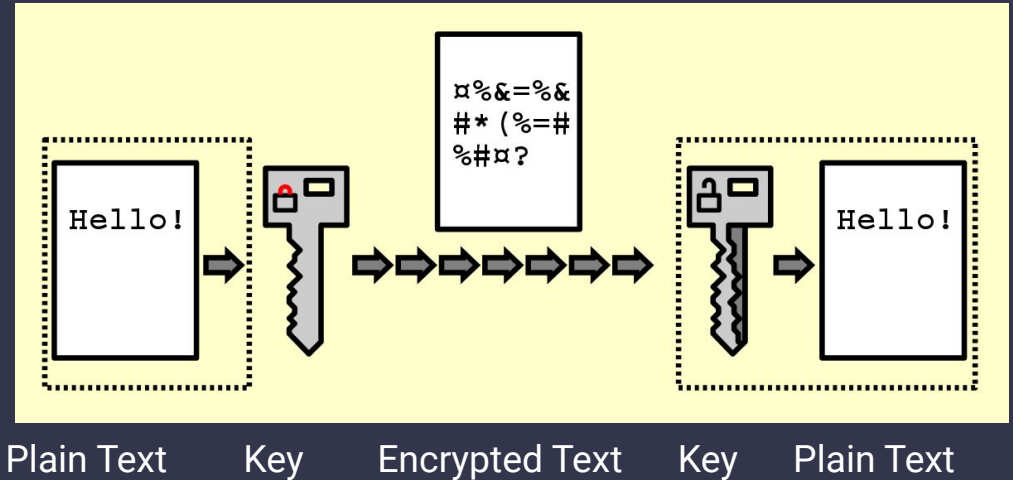 ¤%&=%&
#*(%=#
%#¤?
Hello!
Hello!
Plain Text
Key
Encrypted Text
Key
Plain Text